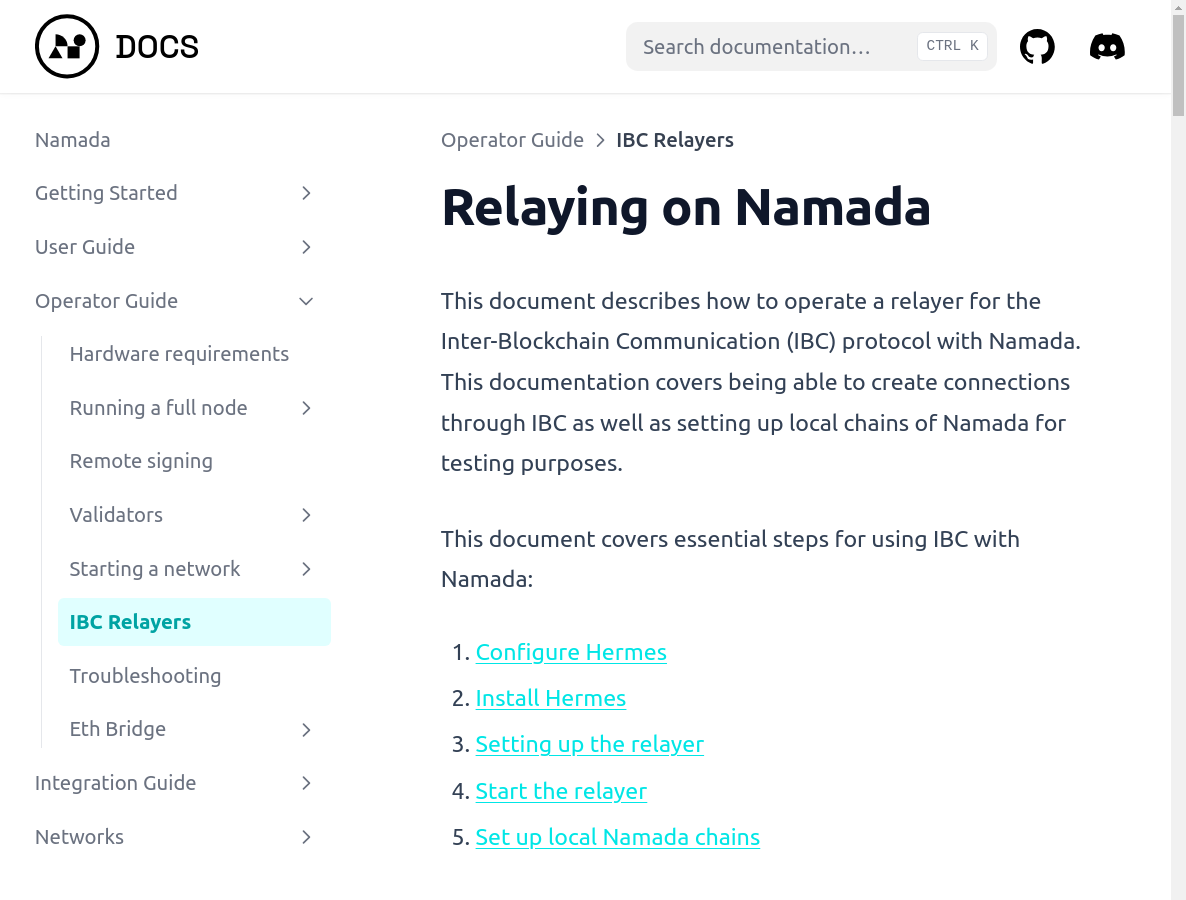 DOCS
Search documentation…
CTRL K
Namada
Getting Started
User Guide
Operator Guide
Hardware requirements
Running a full node
Remote signing
Validators
Starting a network
IBC Relayers
Troubleshooting
Eth Bridge
Integration Guide
Networks
Operator Guide > IBC Relayers
Relaying on Namada
This document describes how to operate a relayer for the
Inter-Blockchain Communication (IBC) protocol with Namada.
This documentation covers being able to create connections
through IBC as well as setting up local chains of Namada for
testing purposes.
This document covers essential steps for using IBC with
Namada:
1. Configure Hermes
2. Install Hermes
3. Setting up the relayer
4. Start the relayer
5. Set up local Namada chains